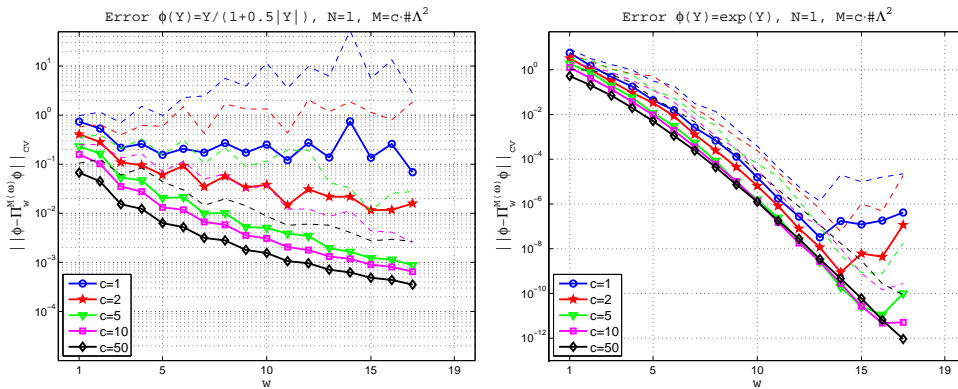 Error ϕ(Y)=Y/(1+0.5|Y|), N=1, M=c·#Λ²
||ϕ−Π_w^M(ω) ϕ||_cv
10¹
10⁰
10⁻¹
10⁻²
10⁻³
10⁻⁴
c=1
c=2
c=5
c=10
c=50
1 5 10 15 19
w
Error ϕ(Y)=exp(Y), N=1, M=c·#Λ²
||ϕ−Π_w^M(ω) ϕ||_cv
10⁰
10⁻²
10⁻⁴
10⁻⁶
10⁻⁸
10⁻¹⁰
10⁻¹²
c=1
c=2
c=5
c=10
c=50
1 5 10 15 19
w